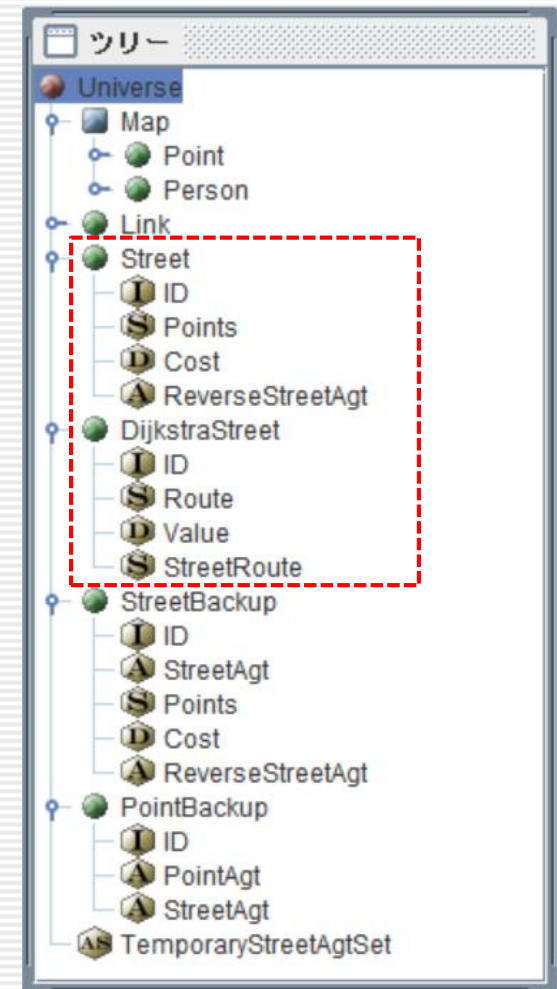 ツリー
Universe
Map
Point
Person
Link
Street
I ID
S Points
D Cost
A ReverseStreetAgt
DijkstraStreet
I ID
S Route
D Value
S StreetRoute
StreetBackup
I ID
A StreetAgt
S Points
D Cost
A ReverseStreetAgt
PointBackup
I ID
A PointAgt
A StreetAgt
AS TemporaryStreetAgtSet